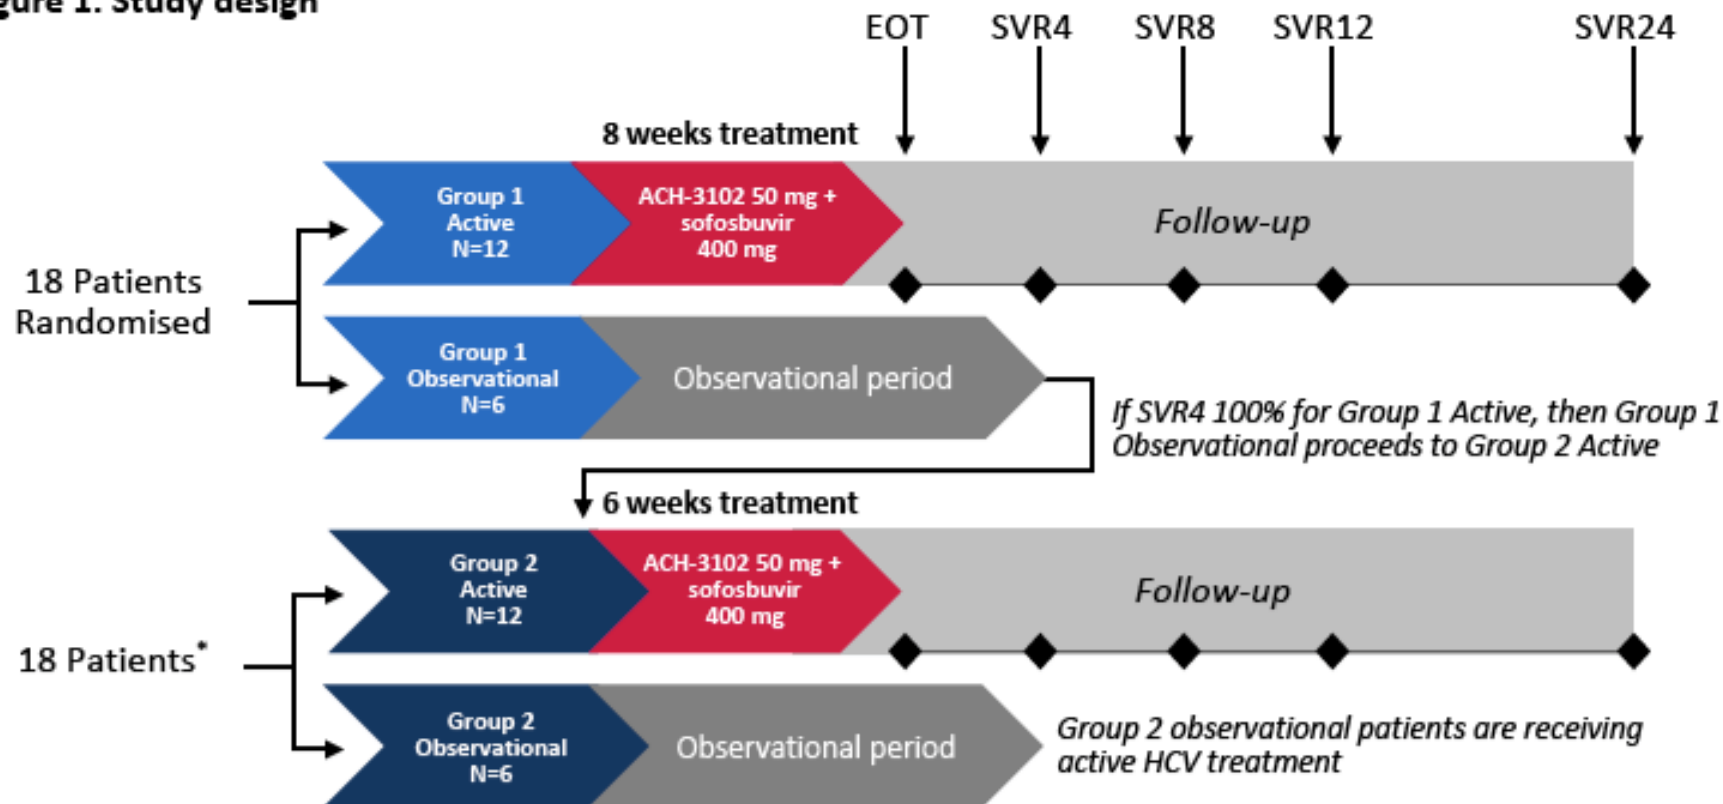 gure 1. Study design
EOT SVR4 SVR8 SVR12 SVR24
8 weeks treatment
Group 1
Active
N=12
ACH-3102 50 mg +
sofosbuvir
400 mg
Follow-up
18 Patients
Randomised
Group 1
Observational
N=6
Observational period
If SVR4 100% for Group 1 Active, then Group 1
Observational proceeds to Group 2 Active
6 weeks treatment
Group 2
Active
N=12
ACH-3102 50 mg +
sofosbuvir
400 mg
Follow-up
18 Patients*
Group 2
Observational
N=6
Observational period
Group 2 observational patients are receiving
active HCV treatment